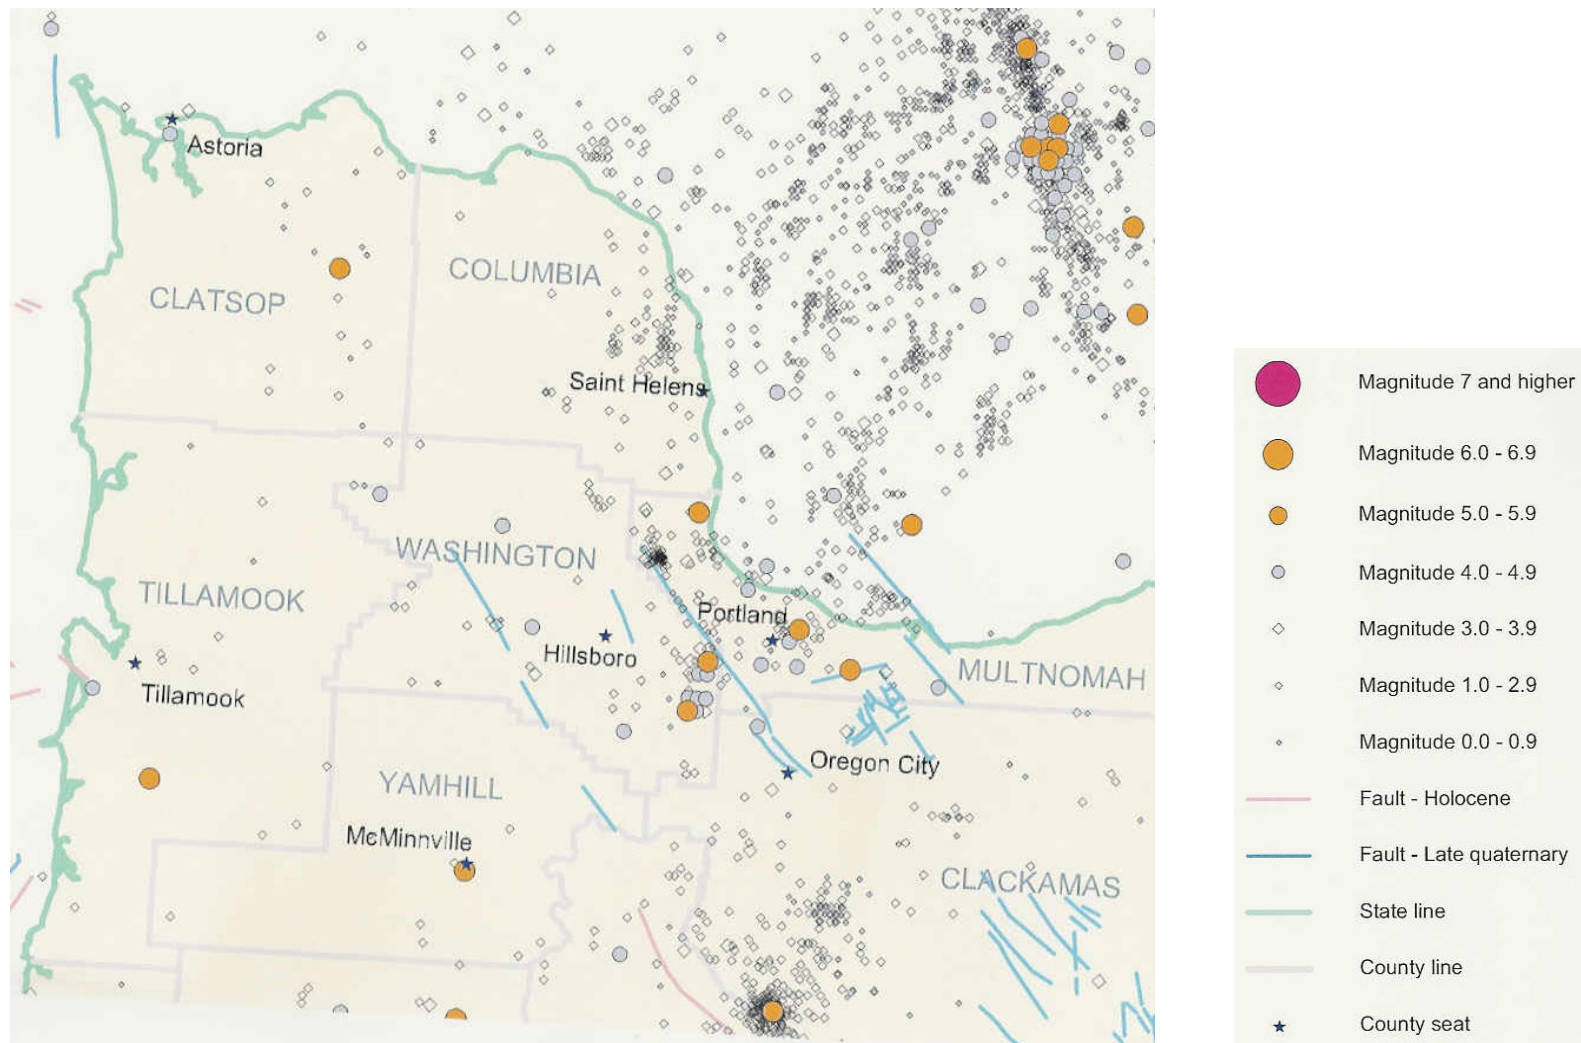 Astoria
COLUMBIA
CLATSOP
Saint Helens
WASHINGTON
TILLAMOOK
Portland
Hillsboro
MULTNOMAH
Tillamook
Oregon City
YAMHILL
McMinnville
CLACKAMAS
Magnitude 7 and higher
Magnitude 6.0 - 6.9
Magnitude 5.0 - 5.9
Magnitude 4.0 - 4.9
Magnitude 3.0 - 3.9
Magnitude 1.0 - 2.9
Magnitude 0.0 - 0.9
Fault - Holocene
Fault - Late quaternary
State line
County line
County seat